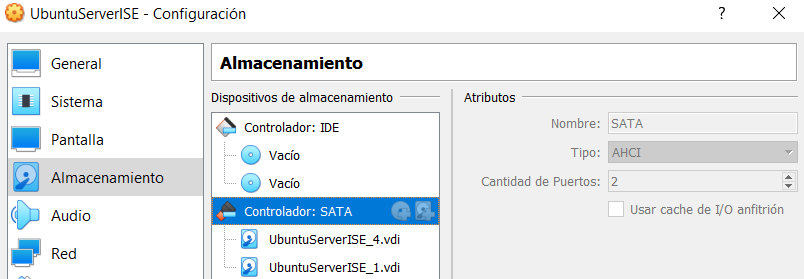 UbuntuServerISE - Configuración
?
General
Sistema
Pantalla
Almacenamiento
Audio
Red
Almacenamiento
Dispositivos de almacenamiento
Controlador: IDE
Vacío
Vacío
Controlador: SATA
UbuntuServerISE_4.vdi
UbuntuServerISE_1.vdi
Atributos
Nombre: SATA
Tipo: AHCI
Cantidad de Puertos: 2
Usar cache de I/O anfitrión